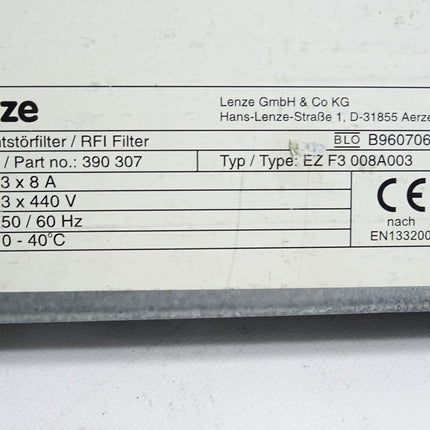 ze
Lenze GmbH & Co KG
Hans-Lenze-Straße 1, D-31855 Aerze
tstörfilter / RFI Filter
BLO B960706
/ Part no.: 390 307
Typ / Type: EZ F3 008A003
3 x 8 A
3 x 440 V
50 / 60 Hz
0 - 40°C
CE
nach
EN133200